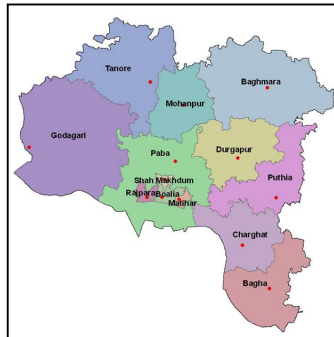 Tanore
Baghmara
Mohanpur
Godagari
Durgapur
Paba
Shah Makhdum
Puthia
Rajpara
Boalia
Matihar
Charghat
Bagha